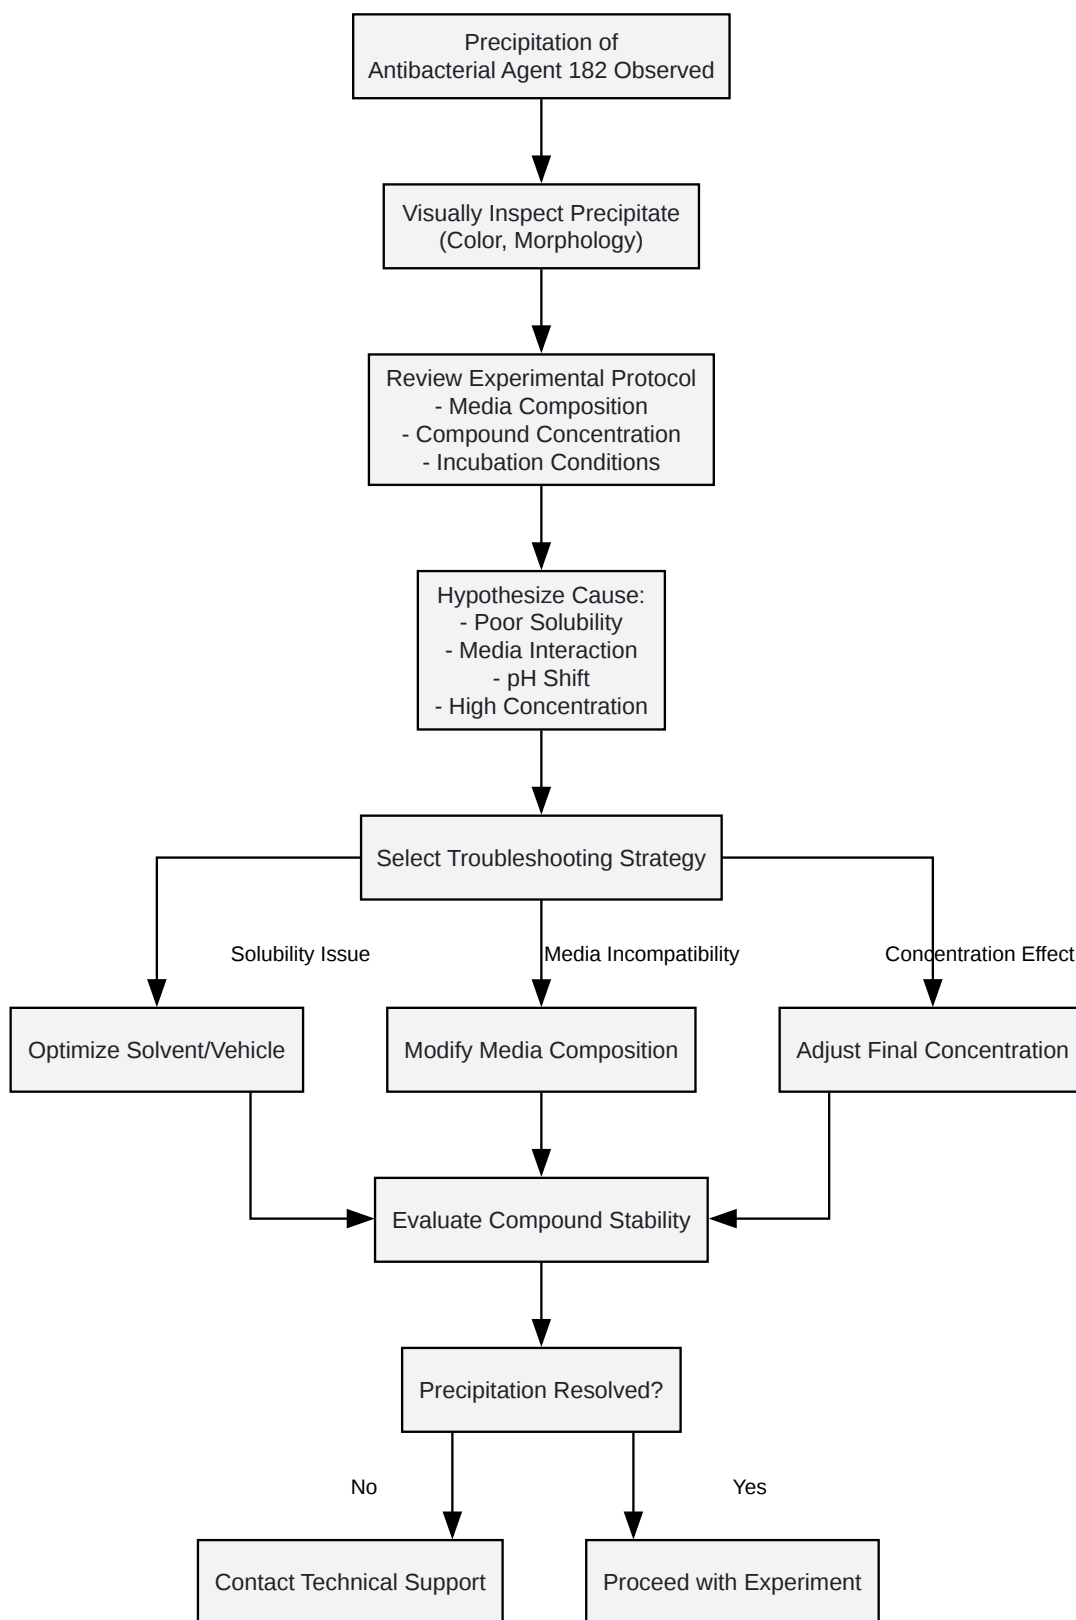 Precipitation of
Antibacterial Agent 182 Observed
Visually Inspect Precipitate
(Color, Morphology)
Review Experimental Protocol
- Media Composition
- Compound Concentration
- Incubation Conditions
Hypothesize Cause:
- Poor Solubility
- Media Interaction
- pH Shift
- High Concentration
Select Troubleshooting Strategy
Solubility Issue
Media Incompatibility
Concentration Effect
Optimize Solvent/Vehicle
Modify Media Composition
Adjust Final Concentration
Evaluate Compound Stability
Precipitation Resolved?
No
Yes
Contact Technical Support
Proceed with Experiment